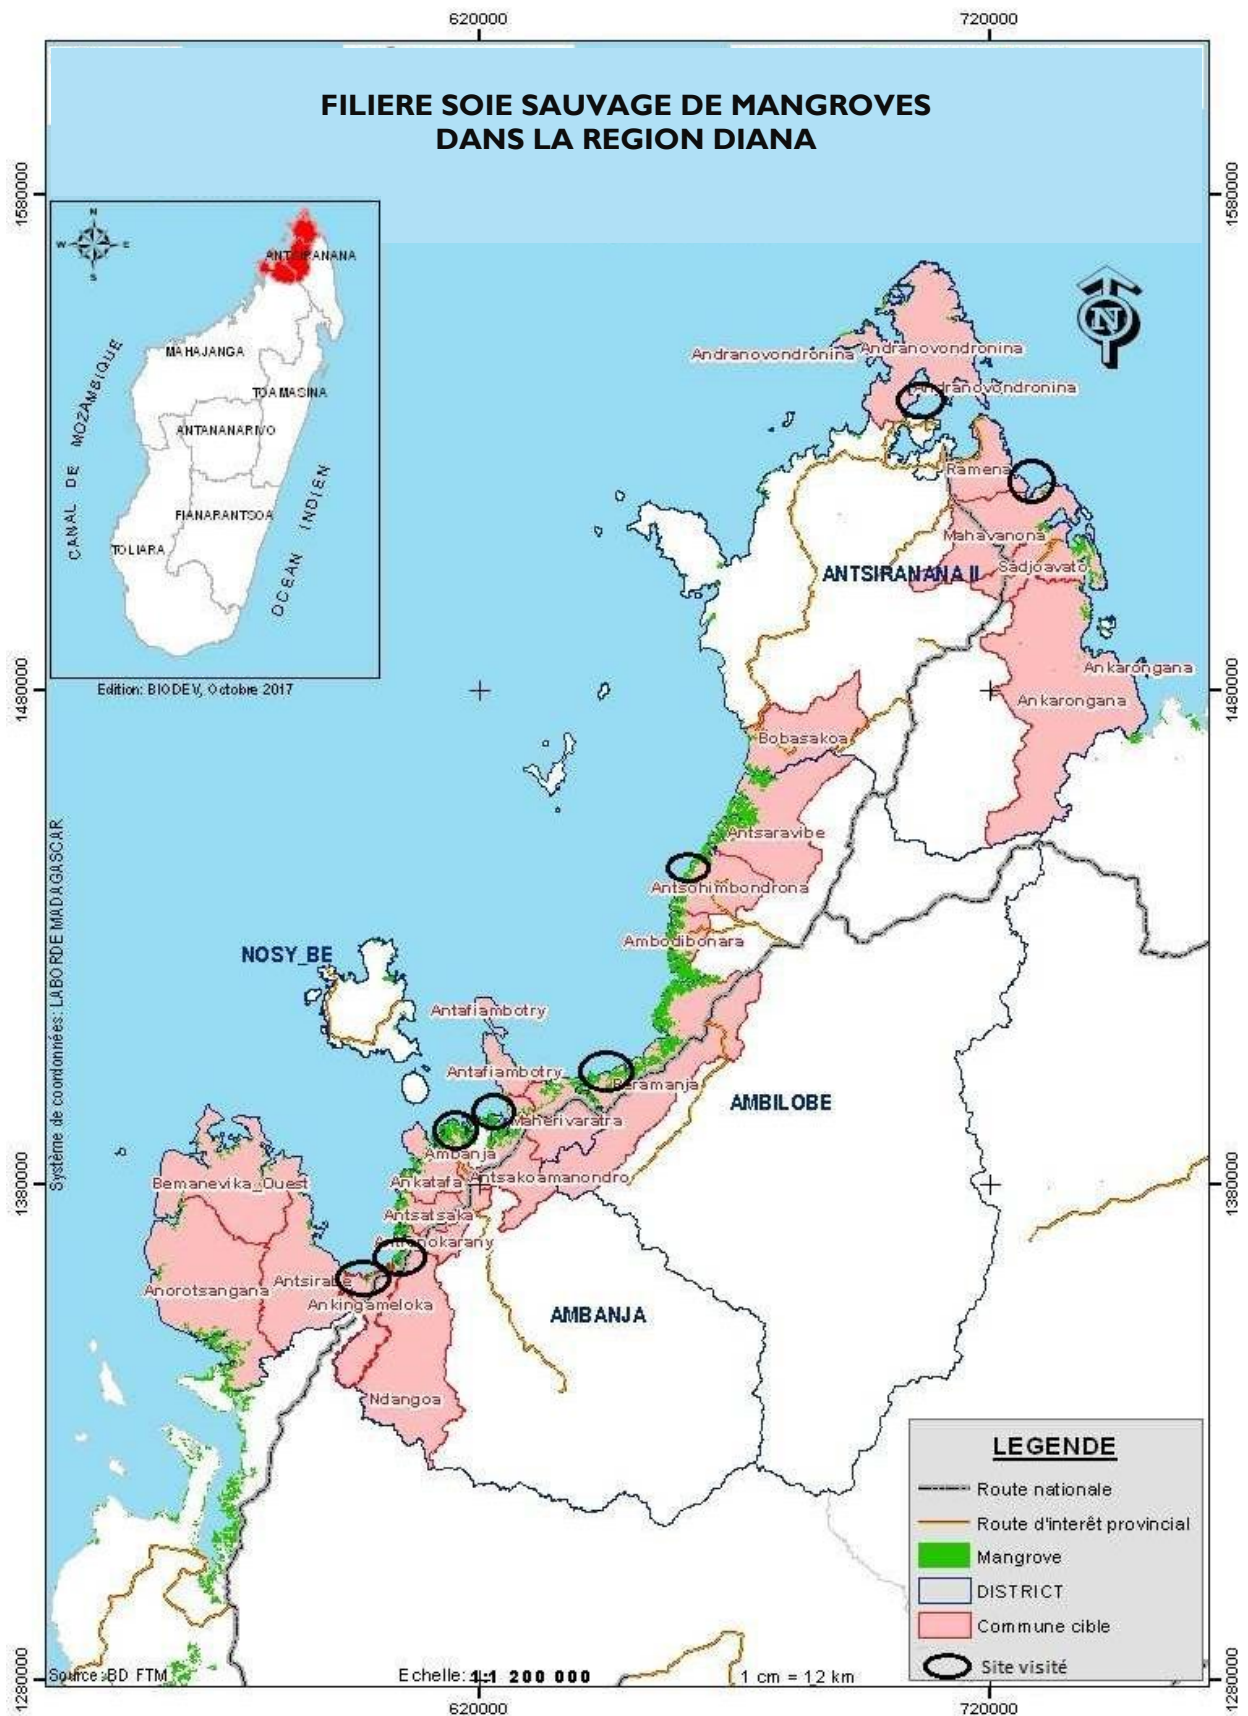 620000
720000
FILIERE SOIE SAUVAGE DE MANGROVES
DANS LA REGION DIANA
1580000
1580000
N
W
E
S
ANTSIRANANA
MAHAJANGA
CANAL DE MOZAMBIQUE
TOAMASINA
ANTANANARIVO
FIANARANTSOA
TOLIARA
OCEAN INDIEN
Edition: BIODEV, Octobre 2017
N
Andranovondronina
Andranovondronina
Andranovondronina
Ramena
Mahavanona
Sadjoavato
ANTSIRANANA II
Ankarongana
Ankarongana
1480000
1480000
Bobasakoa
Antsaravibe
Antsohimbondrona
Ambodibonara
Système de coordonnées: LABORDE MADAGASCAR
NOSY_BE
Antafiambotry
Antafiambotry
Beramanja
AMBILOBE
Maherivaratra
Ambanja
Antsakoamanondro
Ankatafa
Bemanevika_Ouest
1380000
1380000
Antsatsaka
Antranokarany
Antsirabe
Anorotsangana
Ankingameloka
AMBANJA
Ndangoa
LEGENDE
Route nationale
Route d'interêt provincial
Mangrove
DISTRICT
Commune cible
Site visité
Source: BD FTM
Echelle: 1:1 200 000
1 cm = 12 km
1280000
1280000
620000
720000